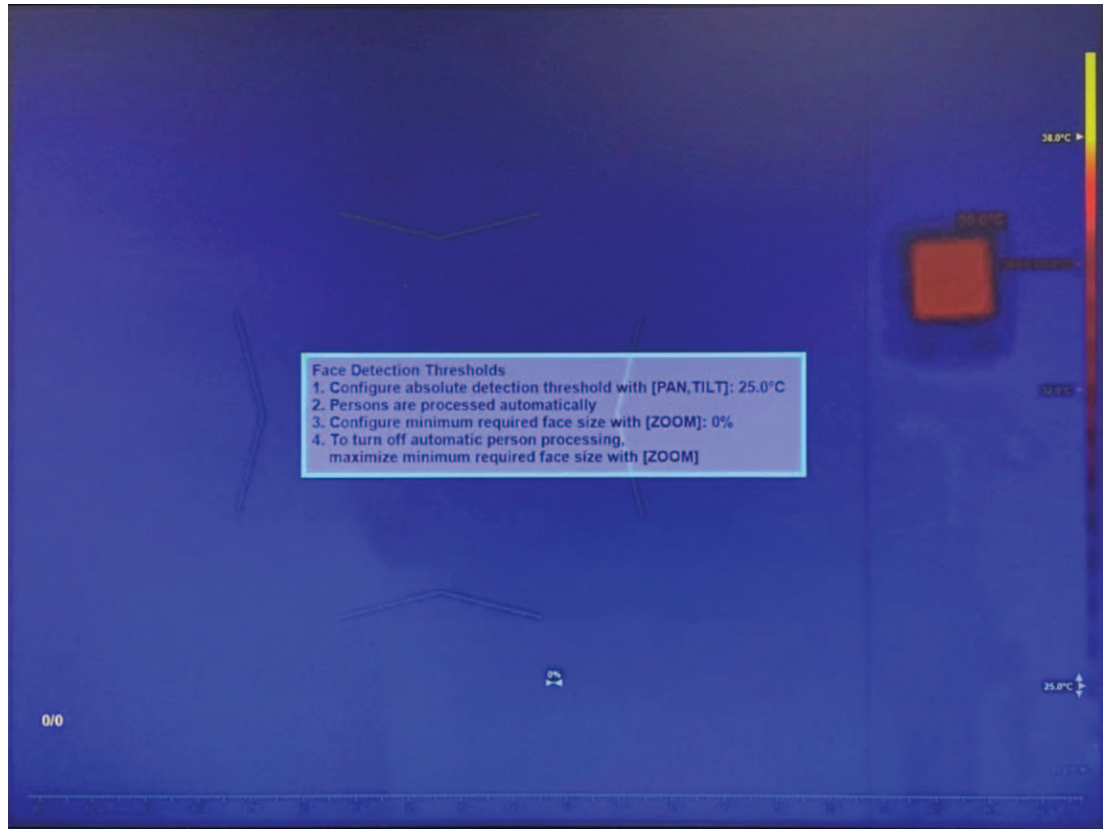 38.0°C
Face Detection Thresholds
1. Configure absolute detection threshold with [PAN,TILT]: 25.0°C
2. Persons are processed automatically
3. Configure minimum required face size with [ZOOM]: 0%
4. To turn off automatic person processing,
maximize minimum required face size with [ZOOM]
0%
25.0°C
0/0